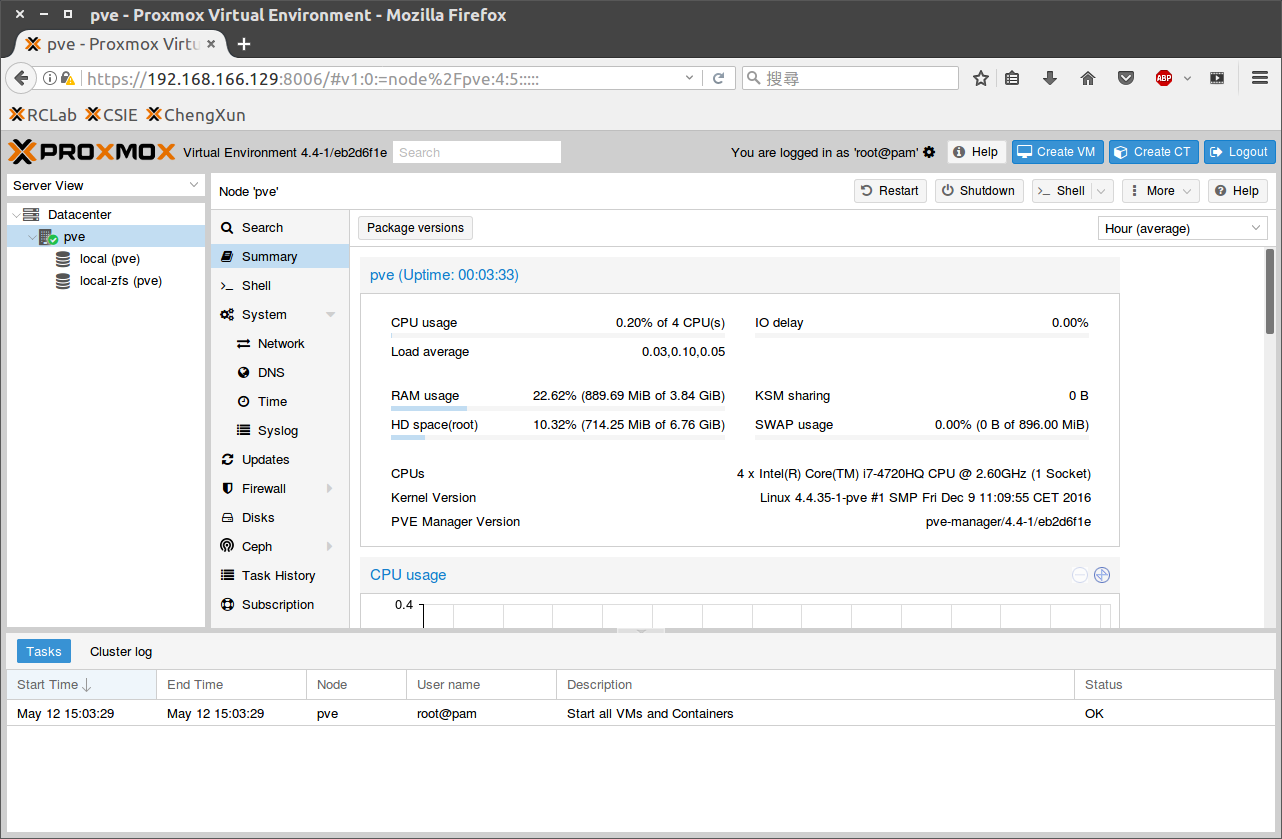 pve - Proxmox Virtual Environment - Mozilla Firefox
pve - Proxmox Virtu
https://192.168.166.129:8006/#v1:0:=node%2Fpve:4:5::::: 搜尋 ABP
RCLab CSIE ChengXun
PROXMOX Virtual Environment 4.4-1/eb2d6f1e Search You are logged in as 'root@pam' Help Create VM Create CT Logout
Server View
Node 'pve' Restart Shutdown Shell More Help
Datacenter
pve
local (pve)
local-zfs (pve)
Search
Summary
Shell
System
Network
DNS
Time
Syslog
Updates
Firewall
Disks
Ceph
Task History
Subscription
Package versions Hour (average)
pve (Uptime: 00:03:33)
CPU usage 0.20% of 4 CPU(s) IO delay 0.00%
Load average 0.03,0.10,0.05
RAM usage 22.62% (889.69 MiB of 3.84 GiB) KSM sharing 0 B
HD space(root) 10.32% (714.25 MiB of 6.76 GiB) SWAP usage 0.00% (0 B of 896.00 MiB)
CPUs 4 x Intel(R) Core(TM) i7-4720HQ CPU @ 2.60GHz (1 Socket)
Kernel Version Linux 4.4.35-1-pve #1 SMP Fri Dec 9 11:09:55 CET 2016
PVE Manager Version pve-manager/4.4-1/eb2d6f1e
CPU usage
0.4
Tasks Cluster log
Start Time End Time Node User name Description Status
May 12 15:03:29 May 12 15:03:29 pve root@pam Start all VMs and Containers OK